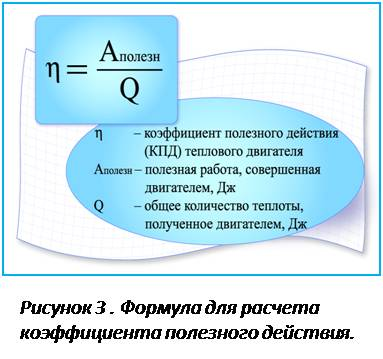 η = Aполезн / Q
η – коэффициент полезного действия
(КПД) теплового двигателя
Aполезн – полезная работа, совершенная
двигателем, Дж
Q – общее количество теплоты,
полученное двигателем, Дж
Рисунок 3 . Формула для расчета
коэффициента полезного действия.